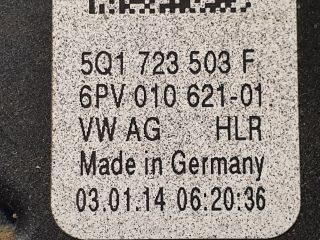 5Q1 723 503 F
6PV 010 621-01
VW AG HLR
Made in Germany
03.01.14 06:20:36